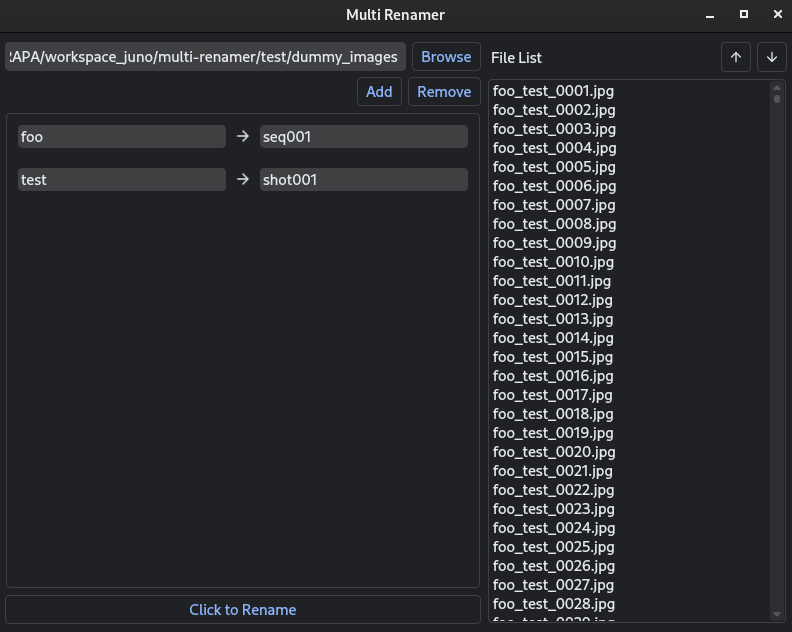 Multi Renamer
APA/workspace_juno/multi-renamer/test/dummy_images Browse
Add Remove
foo → seq001
test → shot001
Click to Rename
File List ↑ ↓
foo_test_0001.jpg
foo_test_0002.jpg
foo_test_0003.jpg
foo_test_0004.jpg
foo_test_0005.jpg
foo_test_0006.jpg
foo_test_0007.jpg
foo_test_0008.jpg
foo_test_0009.jpg
foo_test_0010.jpg
foo_test_0011.jpg
foo_test_0012.jpg
foo_test_0013.jpg
foo_test_0014.jpg
foo_test_0015.jpg
foo_test_0016.jpg
foo_test_0017.jpg
foo_test_0018.jpg
foo_test_0019.jpg
foo_test_0020.jpg
foo_test_0021.jpg
foo_test_0022.jpg
foo_test_0023.jpg
foo_test_0024.jpg
foo_test_0025.jpg
foo_test_0026.jpg
foo_test_0027.jpg
foo_test_0028.jpg